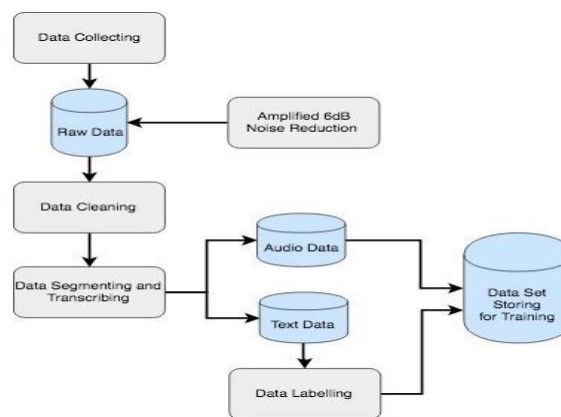 Data Collecting
Raw Data
Amplified 6dB
Noise Reduction
Data Cleaning
Data Segmenting and
Transcribing
Audio Data
Text Data
Data Labelling
Data Set
Storing
for Training